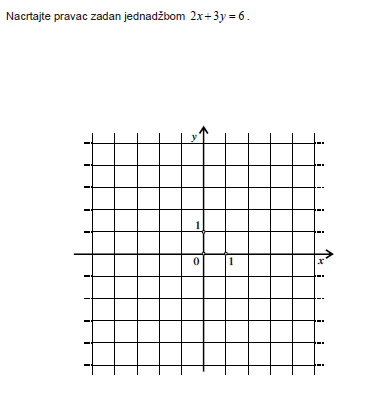 Nacrtajte pravac zadan jednadžbom 2x+3y=6.
y
1
0 1 x